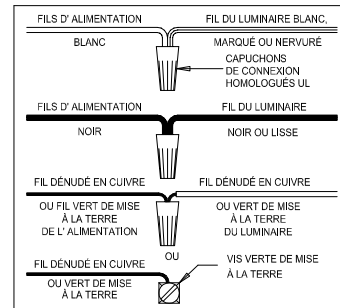 FILS D' ALIMENTATION
FIL DU LUMINAIRE BLANC,
BLANC
MARQUÉ OU NERVURÉ
CAPUCHONS
DE CONNEXION
HOMOLOGUÉS UL
FILS D' ALIMENTATION
FIL DU LUMINAIRE
NOIR
NOIR OU LISSE
FIL DÉNUDÉ EN CUIVRE
FIL DÉNUDÉ EN CUIVRE
OU FIL VERT DE MISE
À LA TERRE
DE L' ALIMENTATION
OU VERT DE MISE
À LA TERRE
DU LUMINAIRE
OU
FIL DÉNUDÉ EN CUIVRE
OU VERT DE MISE
À LA TERRE
VIS VERTE DE MISE
À LA TERRE